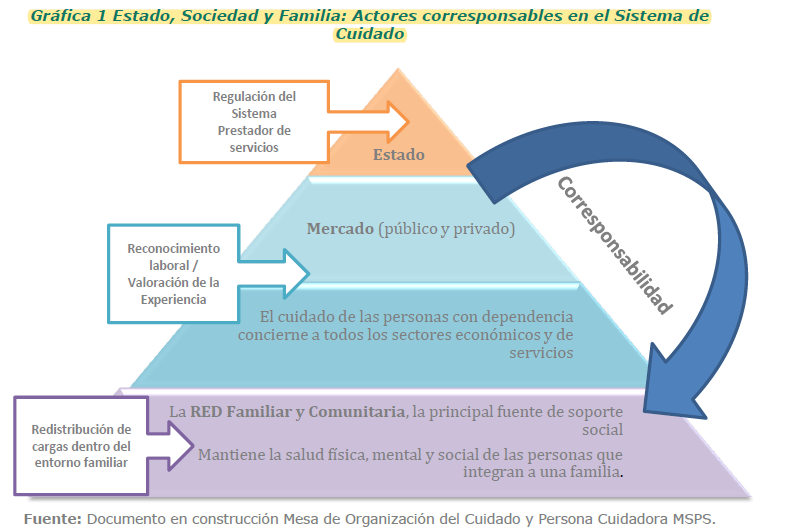 Gráfica 1 Estado, Sociedad y Familia: Actores corresponsables en el Sistema de
Cuidado
Regulación del
Sistema
Prestador de
servicios
Estado
Mercado (público y privado)
Corresponsabilidad
Reconocimiento
laboral /
Valoración de la
Experiencia
El cuidado de las personas con dependencia
concierne a todos los sectores económicos y de
servicios
Redistribución de
cargas dentro del
entorno familiar
La RED Familiar y Comunitaria, la principal fuente de soporte
social
Mantiene la salud física, mental y social de las personas que
integran a una familia.
Fuente: Documento en construcción Mesa de Organización del Cuidado y Persona Cuidadora MSPS.